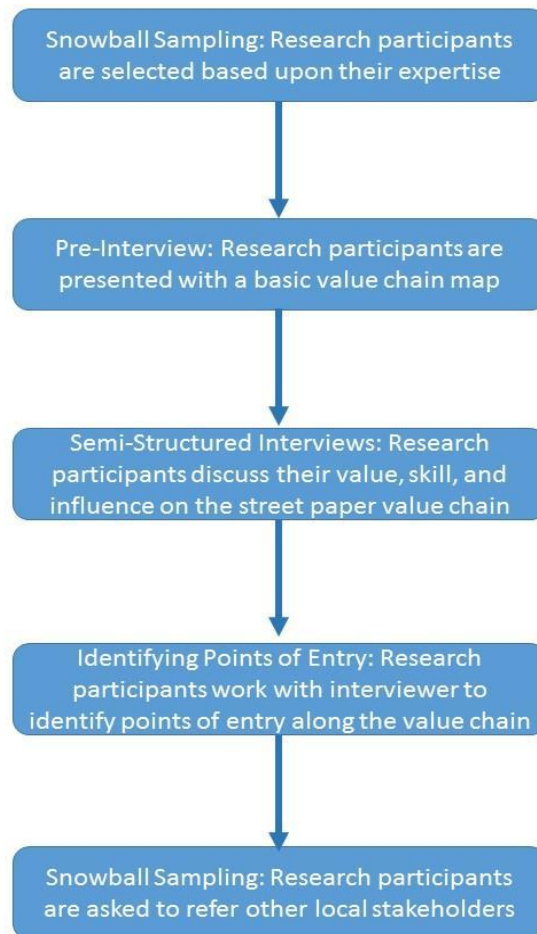 Snowball Sampling: Research participants
are selected based upon their expertise
Pre-Interview: Research participants are
presented with a basic value chain map
Semi-Structured Interviews: Research
participants discuss their value, skill, and
influence on the street paper value chain
Identifying Points of Entry: Research
participants work with interviewer to
identify points of entry along the value chain
Snowball Sampling: Research participants
are asked to refer other local stakeholders